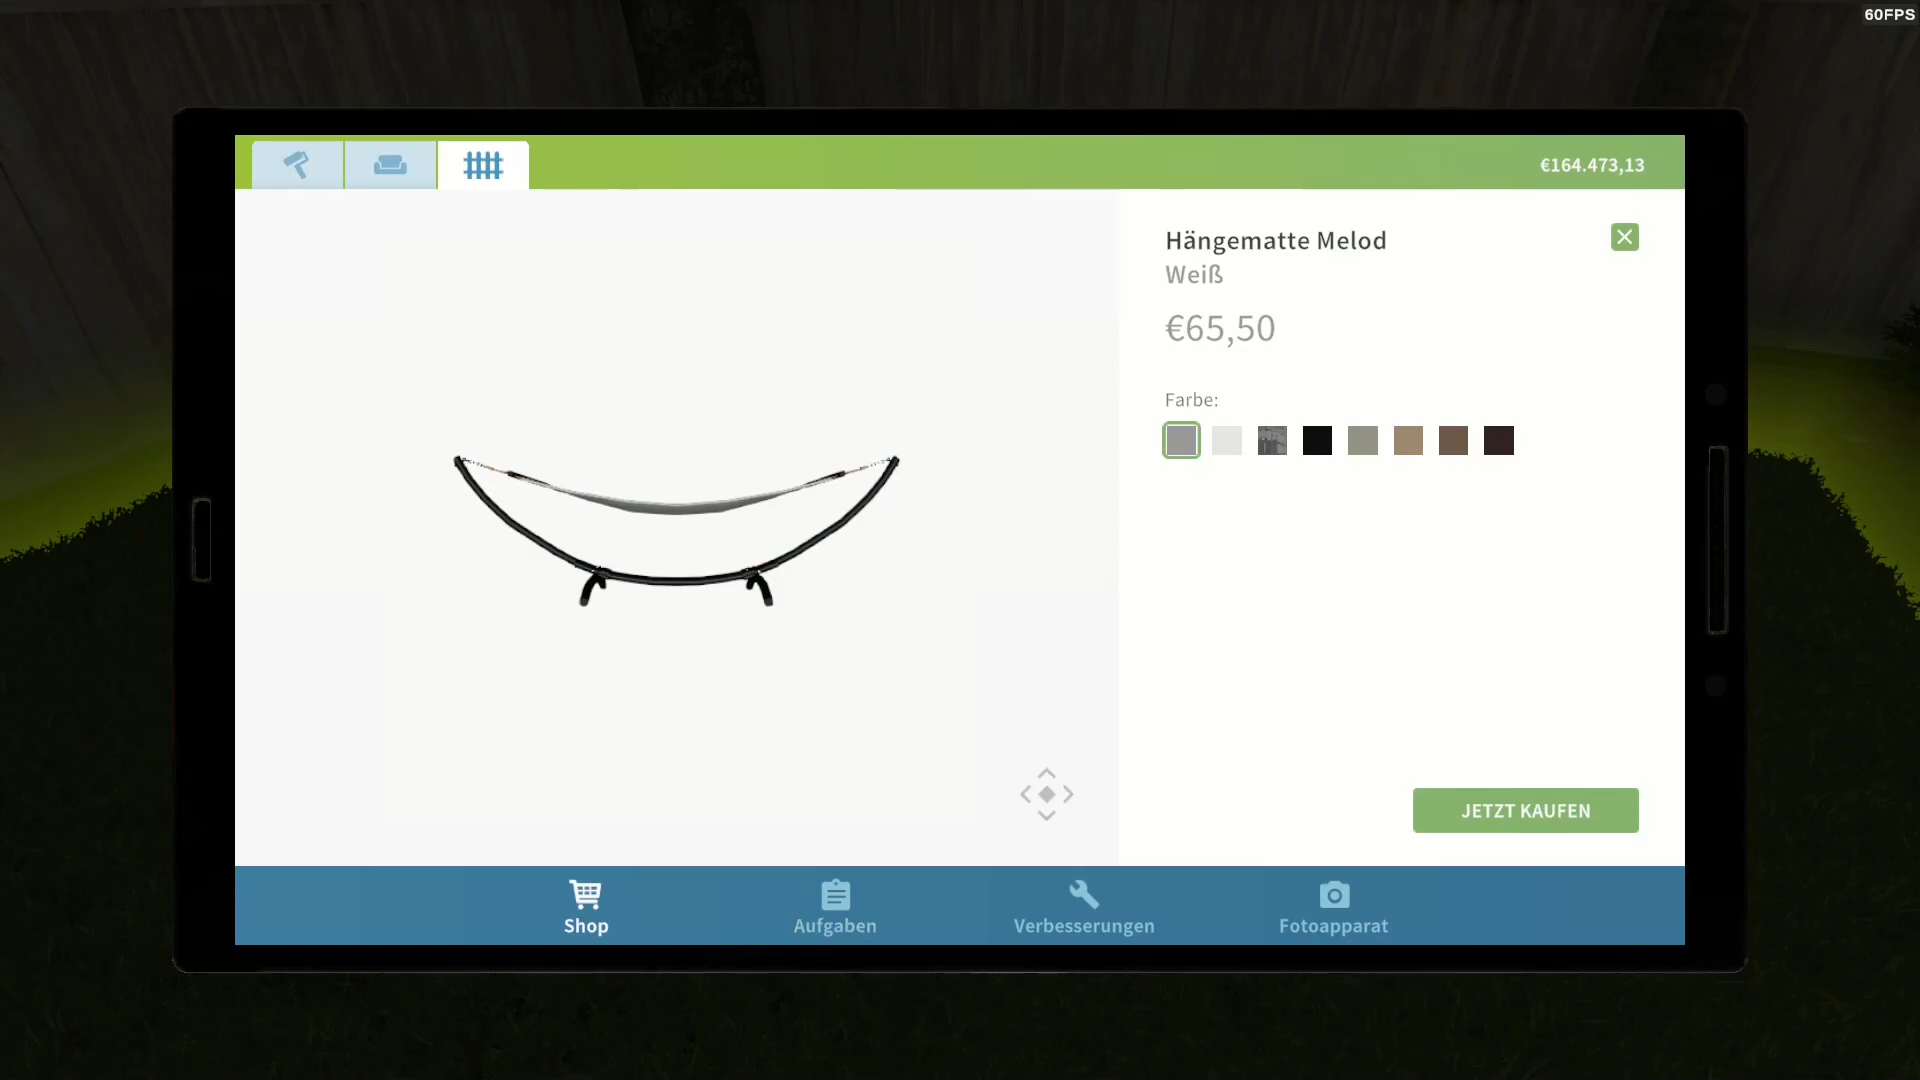 60FPS
€164.473,13
Hängematte Melod
Weiß
€65,50
Farbe:
JETZT KAUFEN
Shop
Aufgaben
Verbesserungen
Fotoapparat